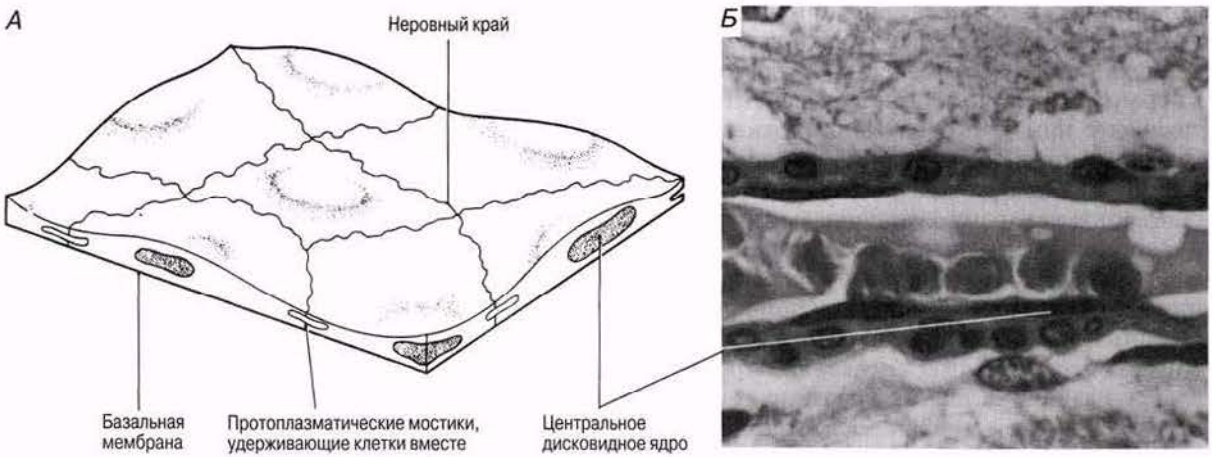 А
Неровный край
Б
Базальная
мембрана
Протоплазматические мостики,
удерживающие клетки вместе
Центральное
дисковидное ядро